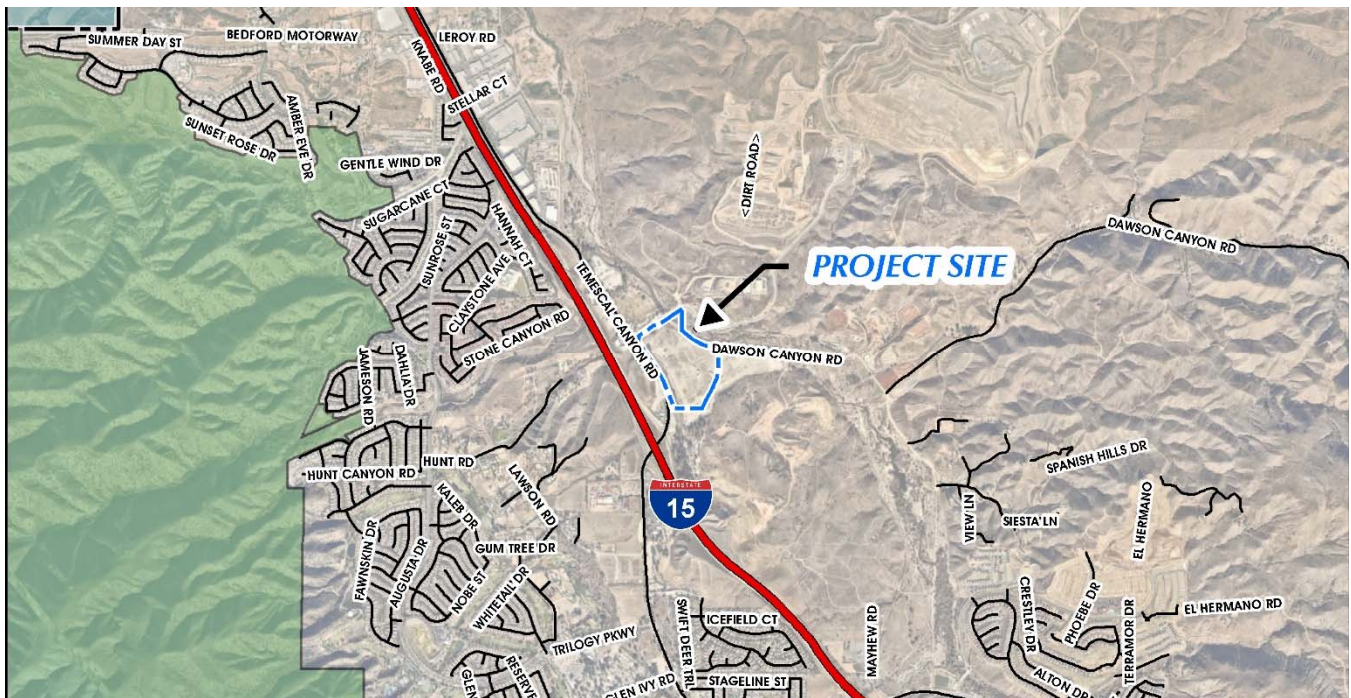 SUMMER DAY ST
BEDFORD MOTORWAY
LEROY RD
KNABE RD
STELLAR CT
AMBER EVE DR
SUNSET ROSE DR
GENTLE WIND DR
<DIRT ROAD>
SUGARCANE CT
HANNAH CT
SUNROSE ST
DAWSON CANYON RD
TEMESCAL CANYON RD
PROJECT SITE
CLAYSTONE AVE
STONE CANYON RD
DAWSON CANYON RD
JAMESON RD
DAHLIA DR
HUNT CANYON RD
HUNT RD
LAWSON RD
KALEB DR
INTERSTATE
15
SPANISH HILLS DR
VIEW LN
SIESTA LN
EL HERMANO
FAWNSKIN DR
AUGUSTA DR
NOBE ST
GUM TREE DR
WHITETAIL DR
TRILOGY PKWY
SWIFT DEER TRL
ICEFIELD CT
MAYHEW RD
CRESTLEY DR
PHOEBE DR
TERRAMOR DR
EL HERMANO RD
GLEN
RESERVE
GLEN IVY RD
STAGELINE ST
ALTON DR